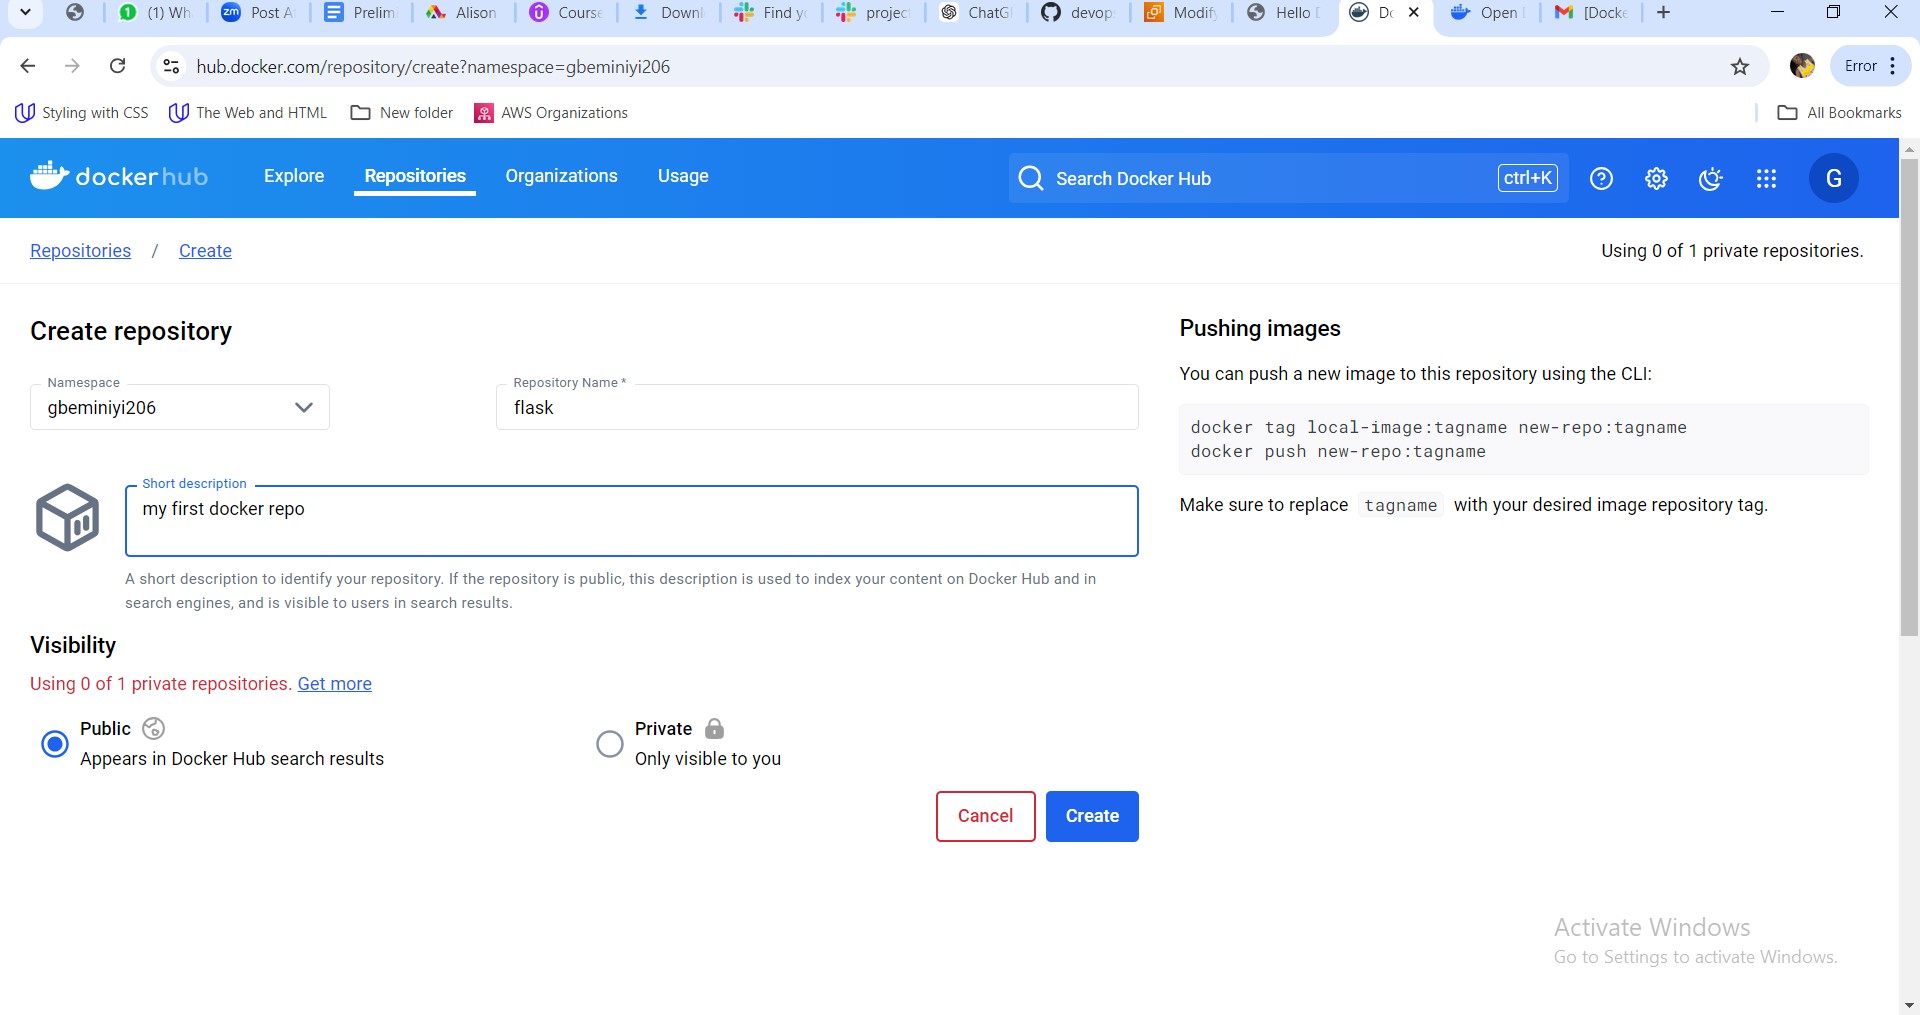 (1) Wh
Post A
Prelim
Alison
Course
Downl
Find yo
projec
ChatG
devop
Modify
Hello D
Do
Open
[Docke
hub.docker.com/repository/create?namespace=gbeminiyi206
Error
Styling with CSS
The Web and HTML
New folder
AWS Organizations
All Bookmarks
dockerhub
Explore
Repositories
Organizations
Usage
Search Docker Hub
ctrl+K
G
Repositories / Create
Using 0 of 1 private repositories.
Create repository
Namespace
gbeminiyi206
Repository Name *
flask
Short description
my first docker repo
A short description to identify your repository. If the repository is public, this description is used to index your content on Docker Hub and in
search engines, and is visible to users in search results.
Visibility
Using 0 of 1 private repositories. Get more
Public
Appears in Docker Hub search results
Private
Only visible to you
Cancel
Create
Pushing images
You can push a new image to this repository using the CLI:
docker tag local-image:tagname new-repo:tagname
docker push new-repo:tagname
Make sure to replace tagname with your desired image repository tag.
Activate Windows
Go to Settings to activate Windows.